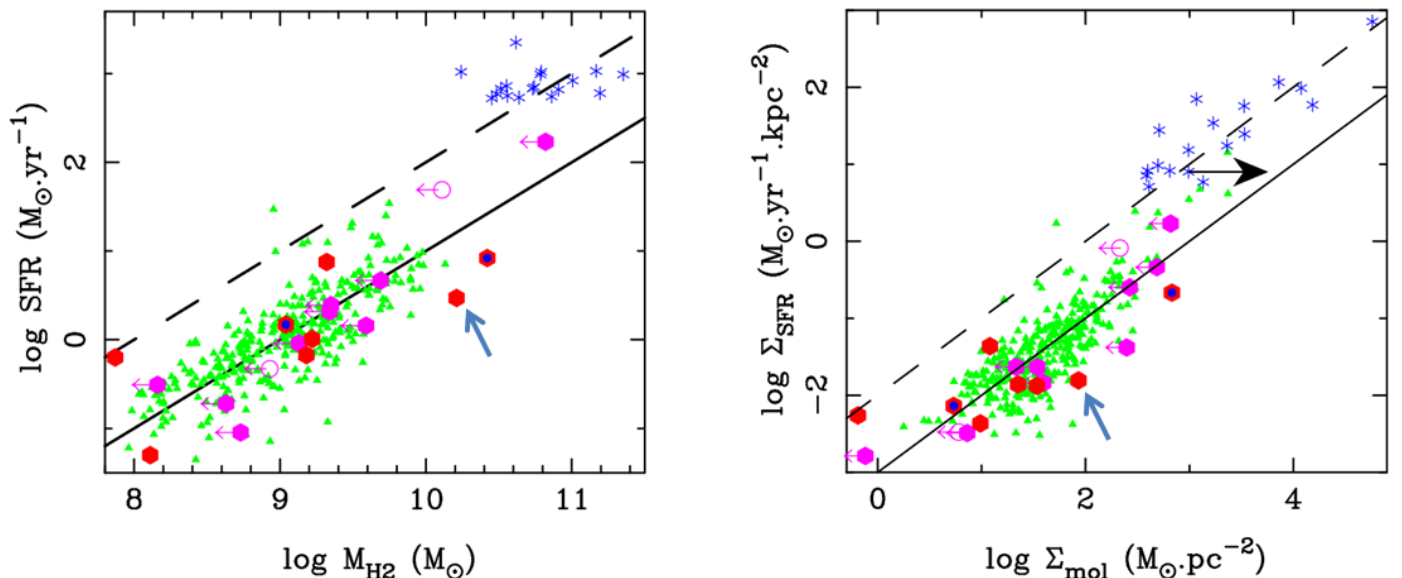 log SFR (M⊙.yr⁻¹)
2
0
8 9 10 11
log M_H2 (M⊙)
log Σ_SFR (M⊙.yr⁻¹.kpc⁻²)
2
0
−2
0 2 4
log Σ_mol (M⊙.pc⁻²)